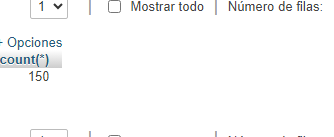 1 Mostrar todo Número de filas:
+ Opciones
count(*)
150